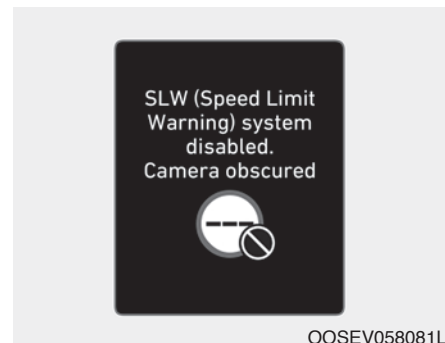 SLW (Speed Limit
Warning) system
disabled.
Camera obscured
---
OOSEV058081L